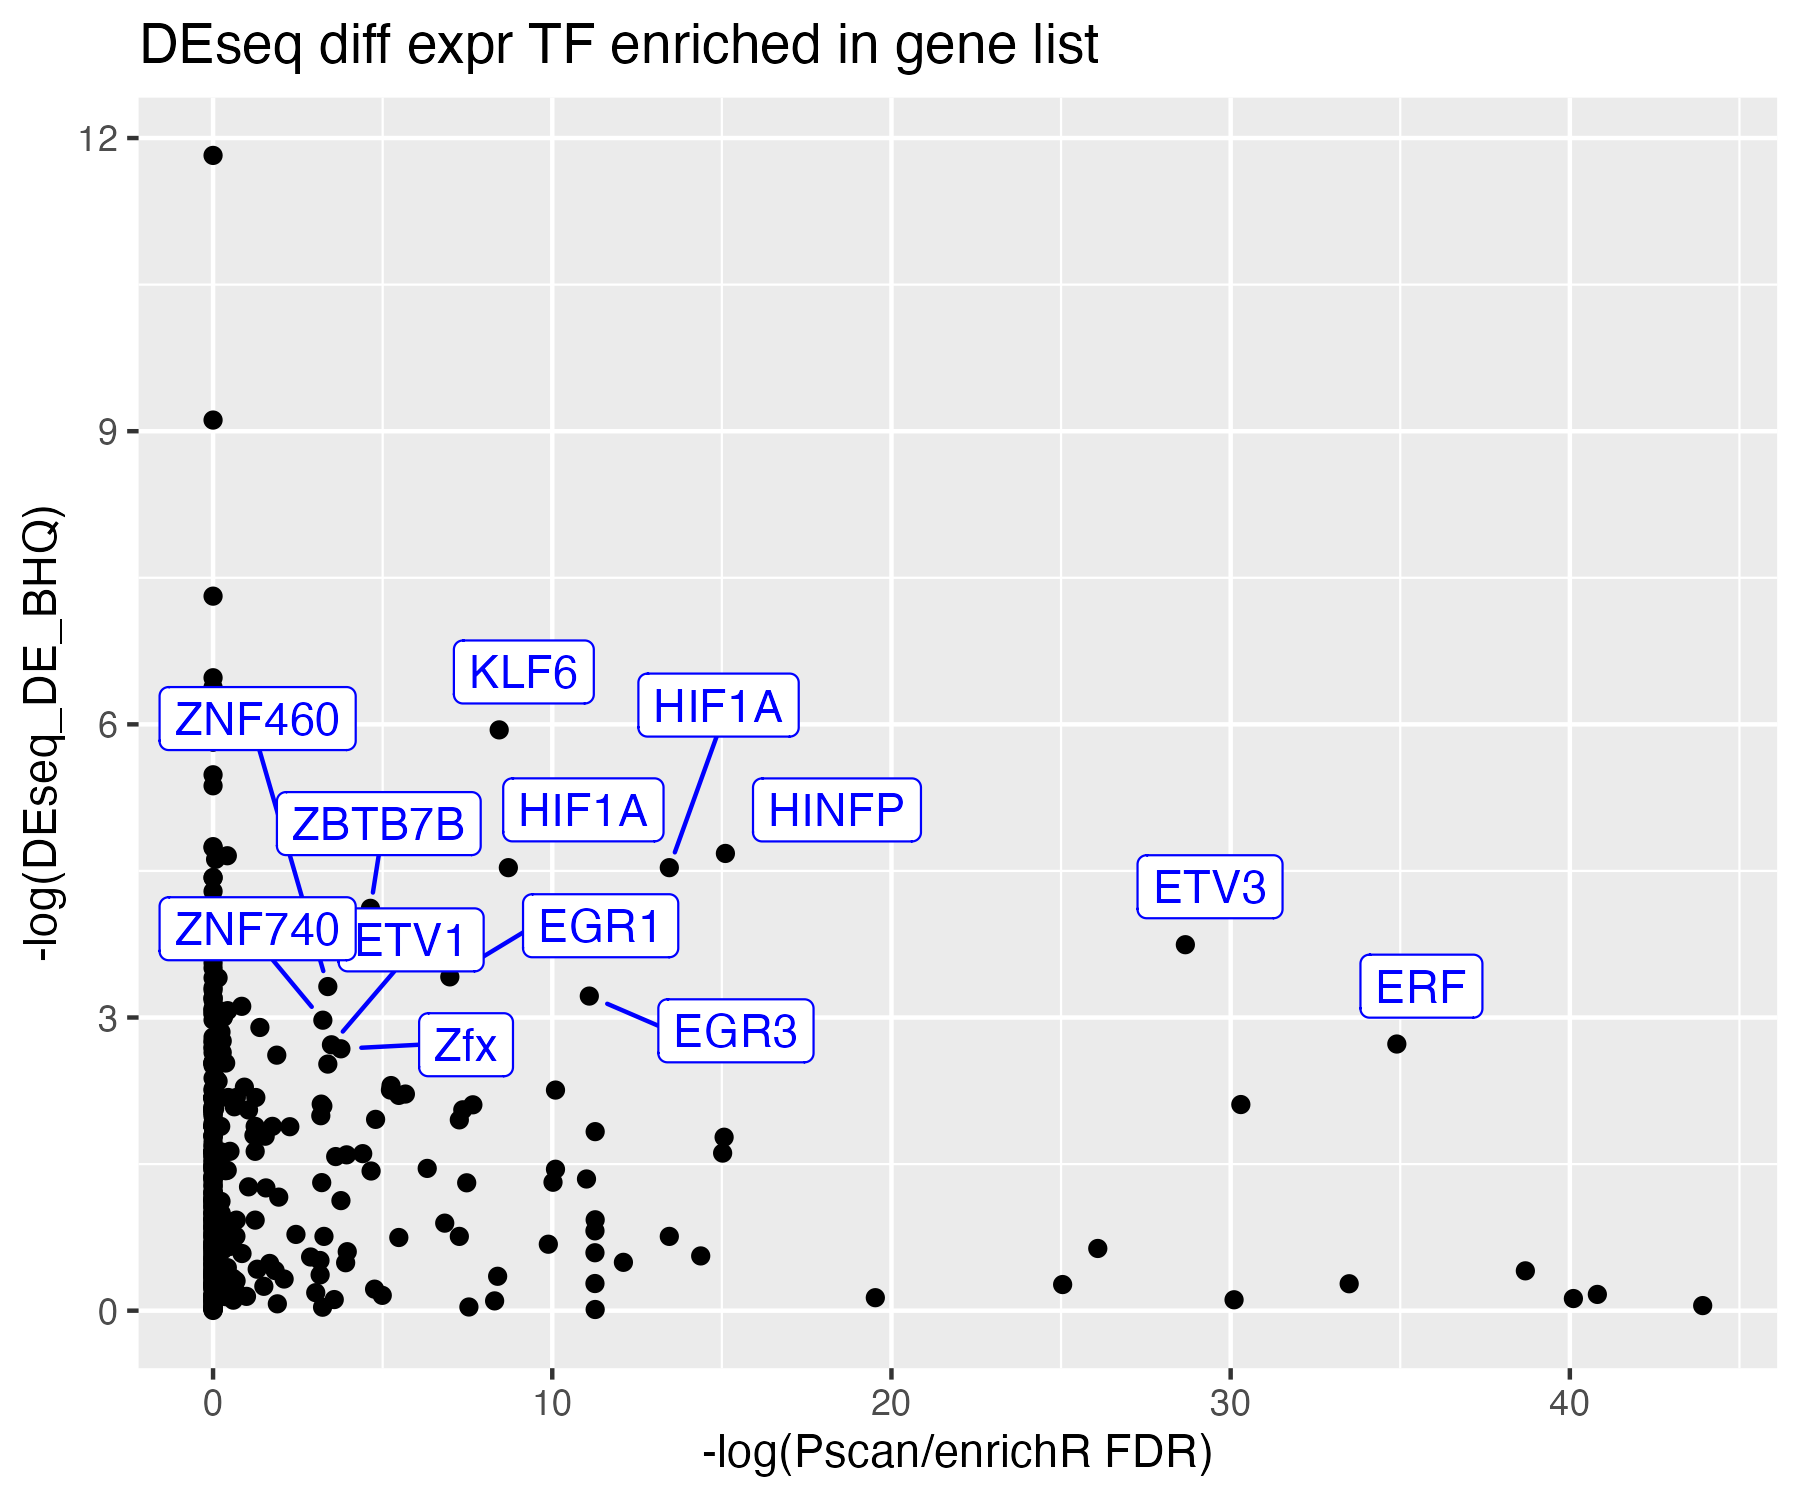 DEseq diff expr TF enriched in gene list
-log(DEseq_DE_BHQ)
12
9
6
3
0
KLF6
HIF1A
ZNF460
ZBTB7B
HIF1A
HINFP
ETV3
ZNF740
ETV1
EGR1
ERF
EGR3
Zfx
0
10
20
30
40
-log(Pscan/enrichR FDR)